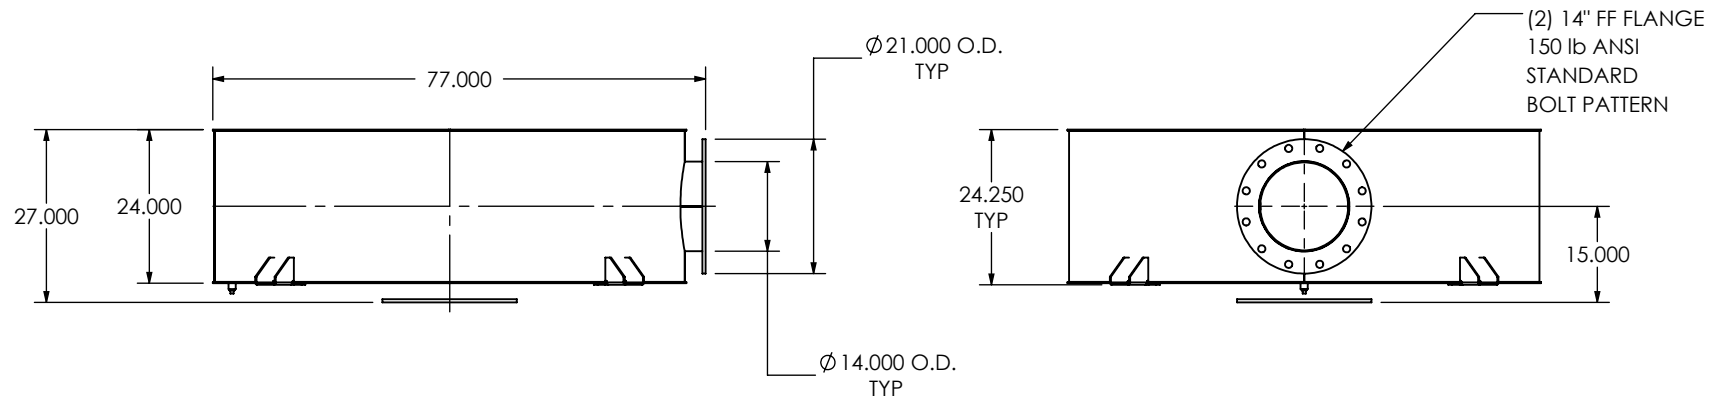 (2) 14" FF FLANGE
150 lb ANSI
STANDARD
BOLT PATTERN
Ø21.000 O.D.
TYP
77.000
27.000
24.000
24.250
TYP
15.000
Ø14.000 O.D.
TYP